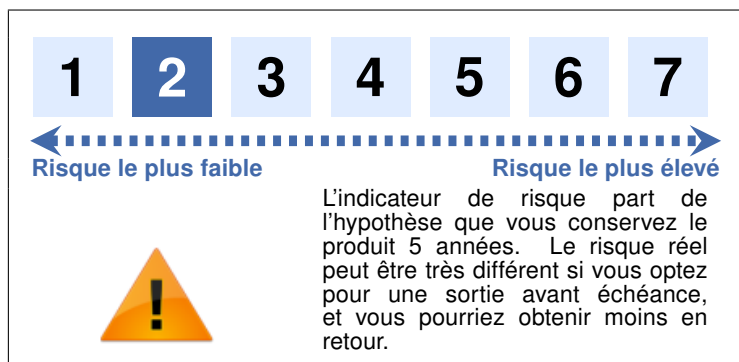 1 2 3 4 5 6 7
Risque le plus faible Risque le plus élevé
L'indicateur de risque part de
l'hypothèse que vous conservez le
produit 5 années. Le risque réel
peut être très différent si vous optez
pour une sortie avant échéance,
et vous pourriez obtenir moins en
retour.